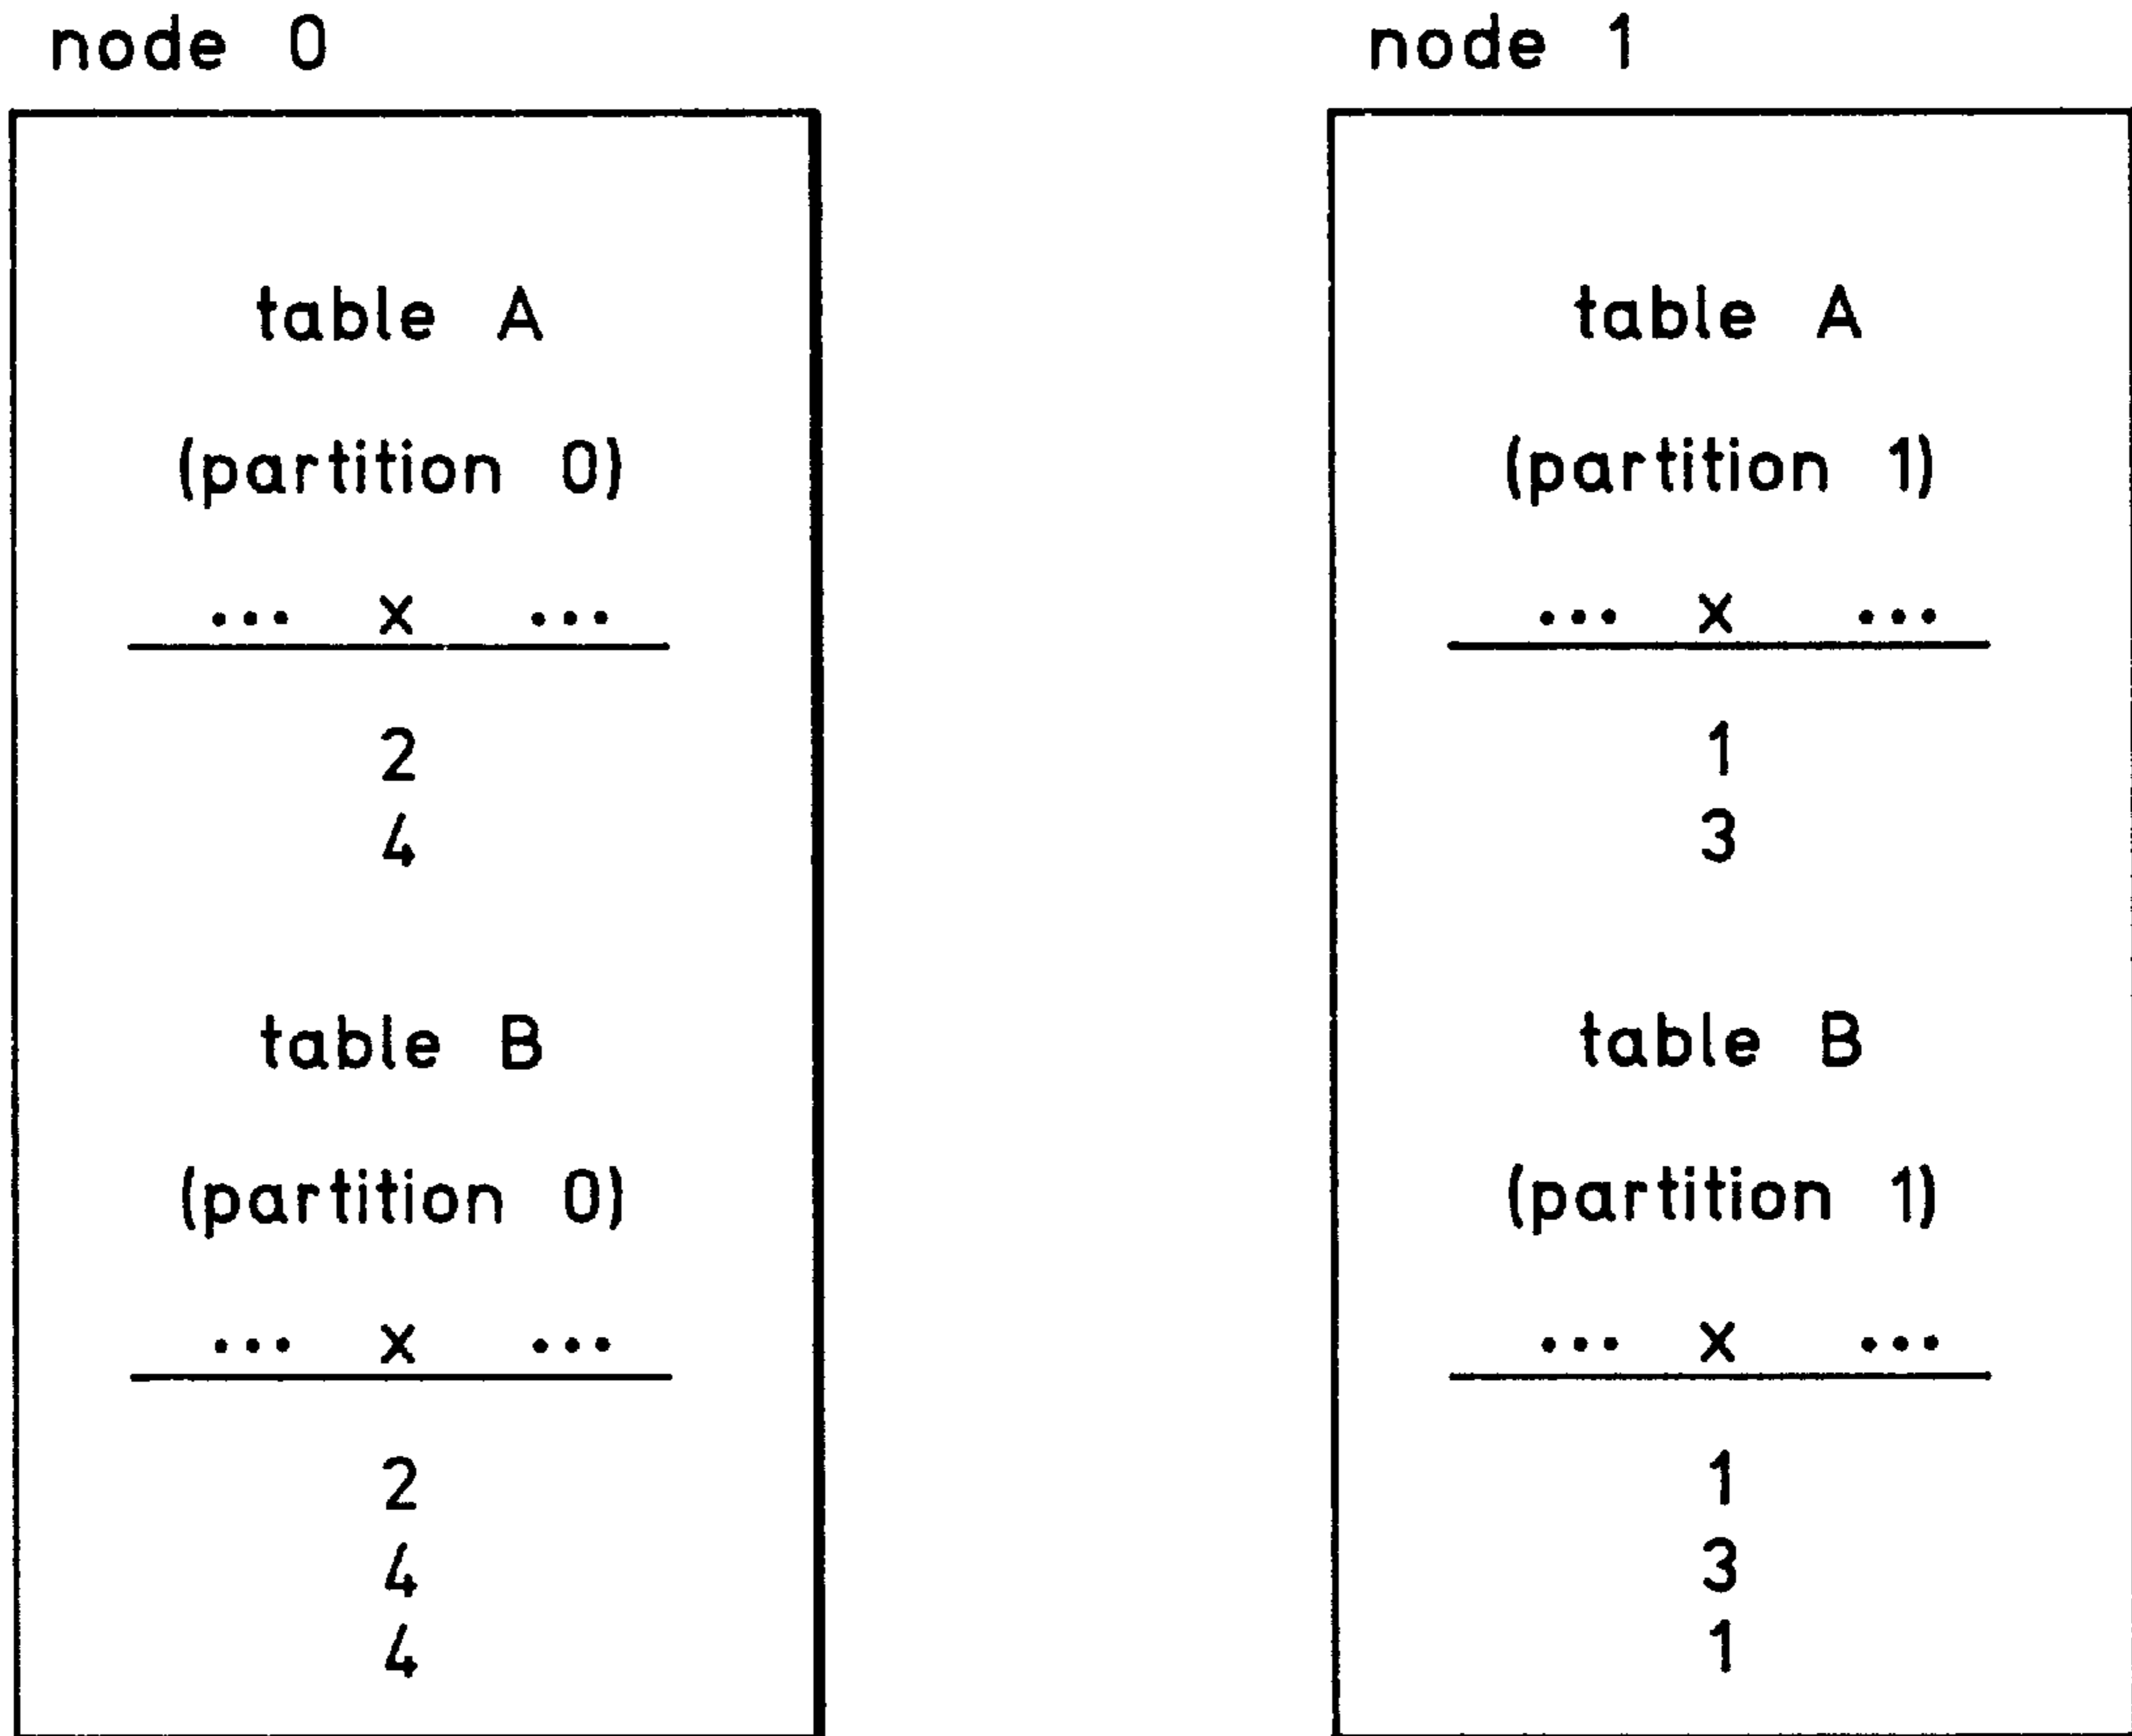 node 0
table A
(partition 0)
... x ...
2
4
table B
(partition 0)
... x ...
2
4
4
node 1
table A
(partition 1)
... x ...
1
3
table B
(partition 1)
... x ...
1
3
1